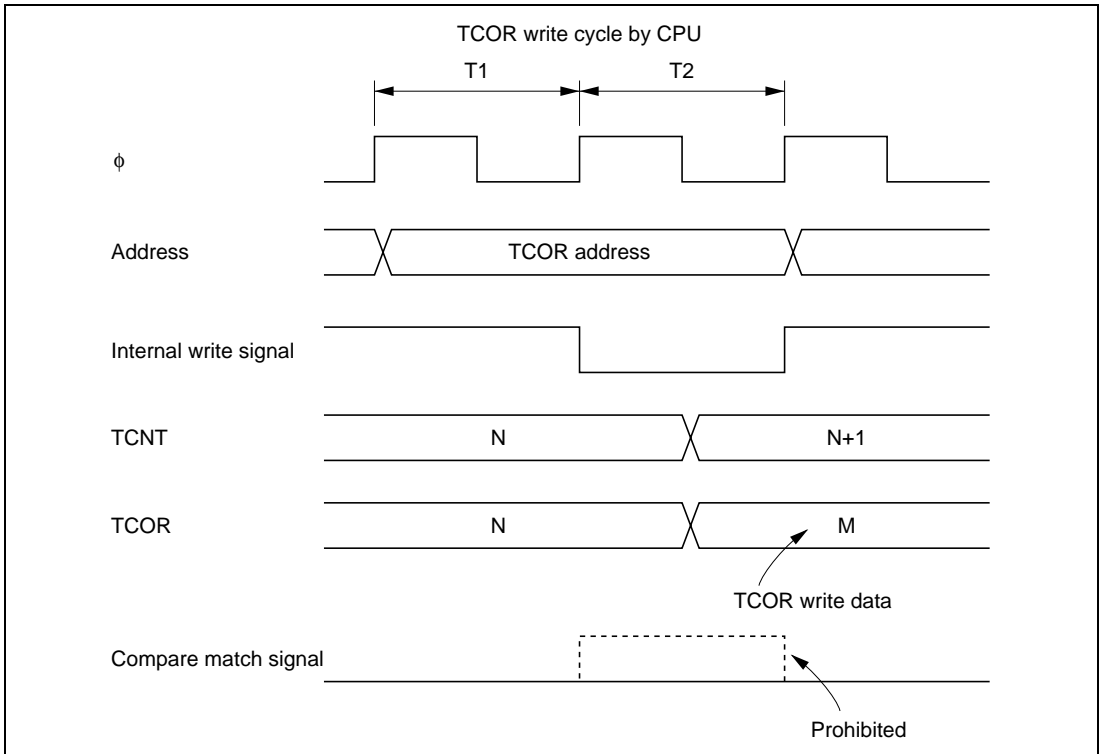 TCOR write cycle by CPU
T1 T2
ϕ
Address TCOR address
Internal write signal
TCNT N N+1
TCOR N M
TCOR write data
Compare match signal
Prohibited